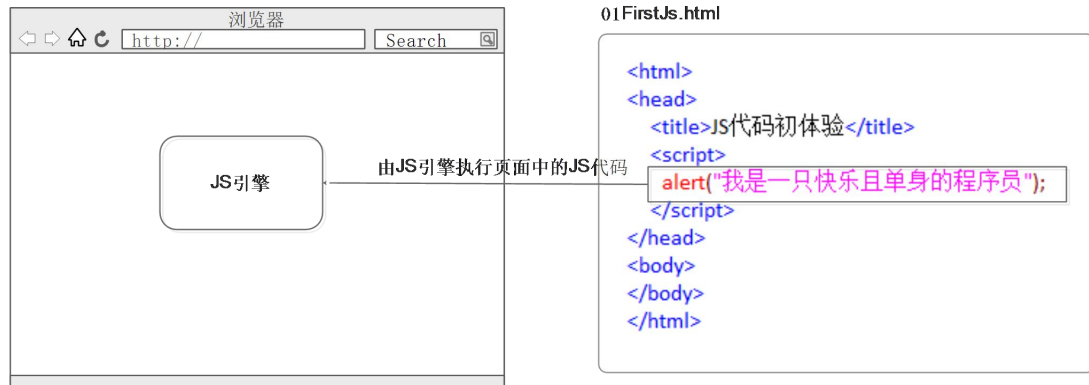 浏览器
http://
Search
JS引擎
由JS引擎执行页面中的JS代码
01FirstJs.html
<html>
<head>
<title>JS代码初体验</title>
<script>
alert("我是一只快乐且单身的程序员");
</script>
</head>
<body>
</body>
</html>